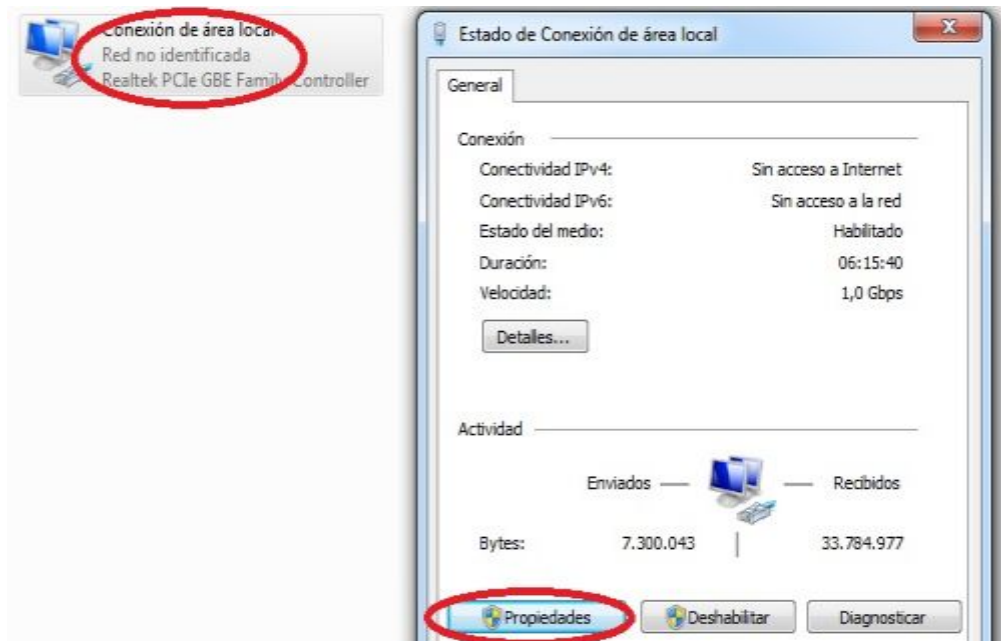 Conexión de área local
Red no identificada
Realtek PCIe GBE Family Controller
Estado de Conexión de área local
General
Conexión
Conectividad IPv4: Sin acceso a Internet
Conectividad IPv6: Sin acceso a la red
Estado del medio: Habilitado
Duración: 06:15:40
Velocidad: 1,0 Gbps
Detalles...
Actividad
Enviados — — Recibidos
Bytes: 7.300.043 | 33.784.977
Propiedades Deshabilitar Diagnosticar